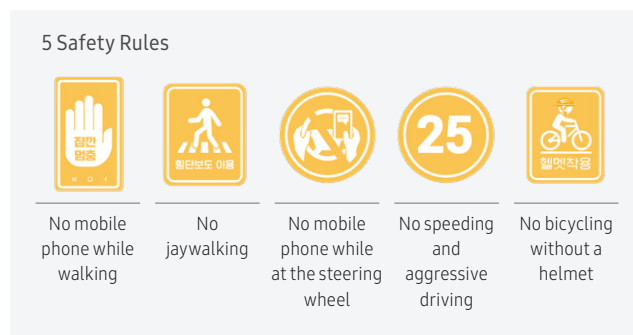 5 Safety Rules
잠깐
멈춤
N O !
횡단보도 이용
25
헬멧착용
No mobile
phone while
walking
No
jaywalking
No mobile
phone while
at the steering
wheel
No speeding
and
aggressive
driving
No bicycling
without a
helmet